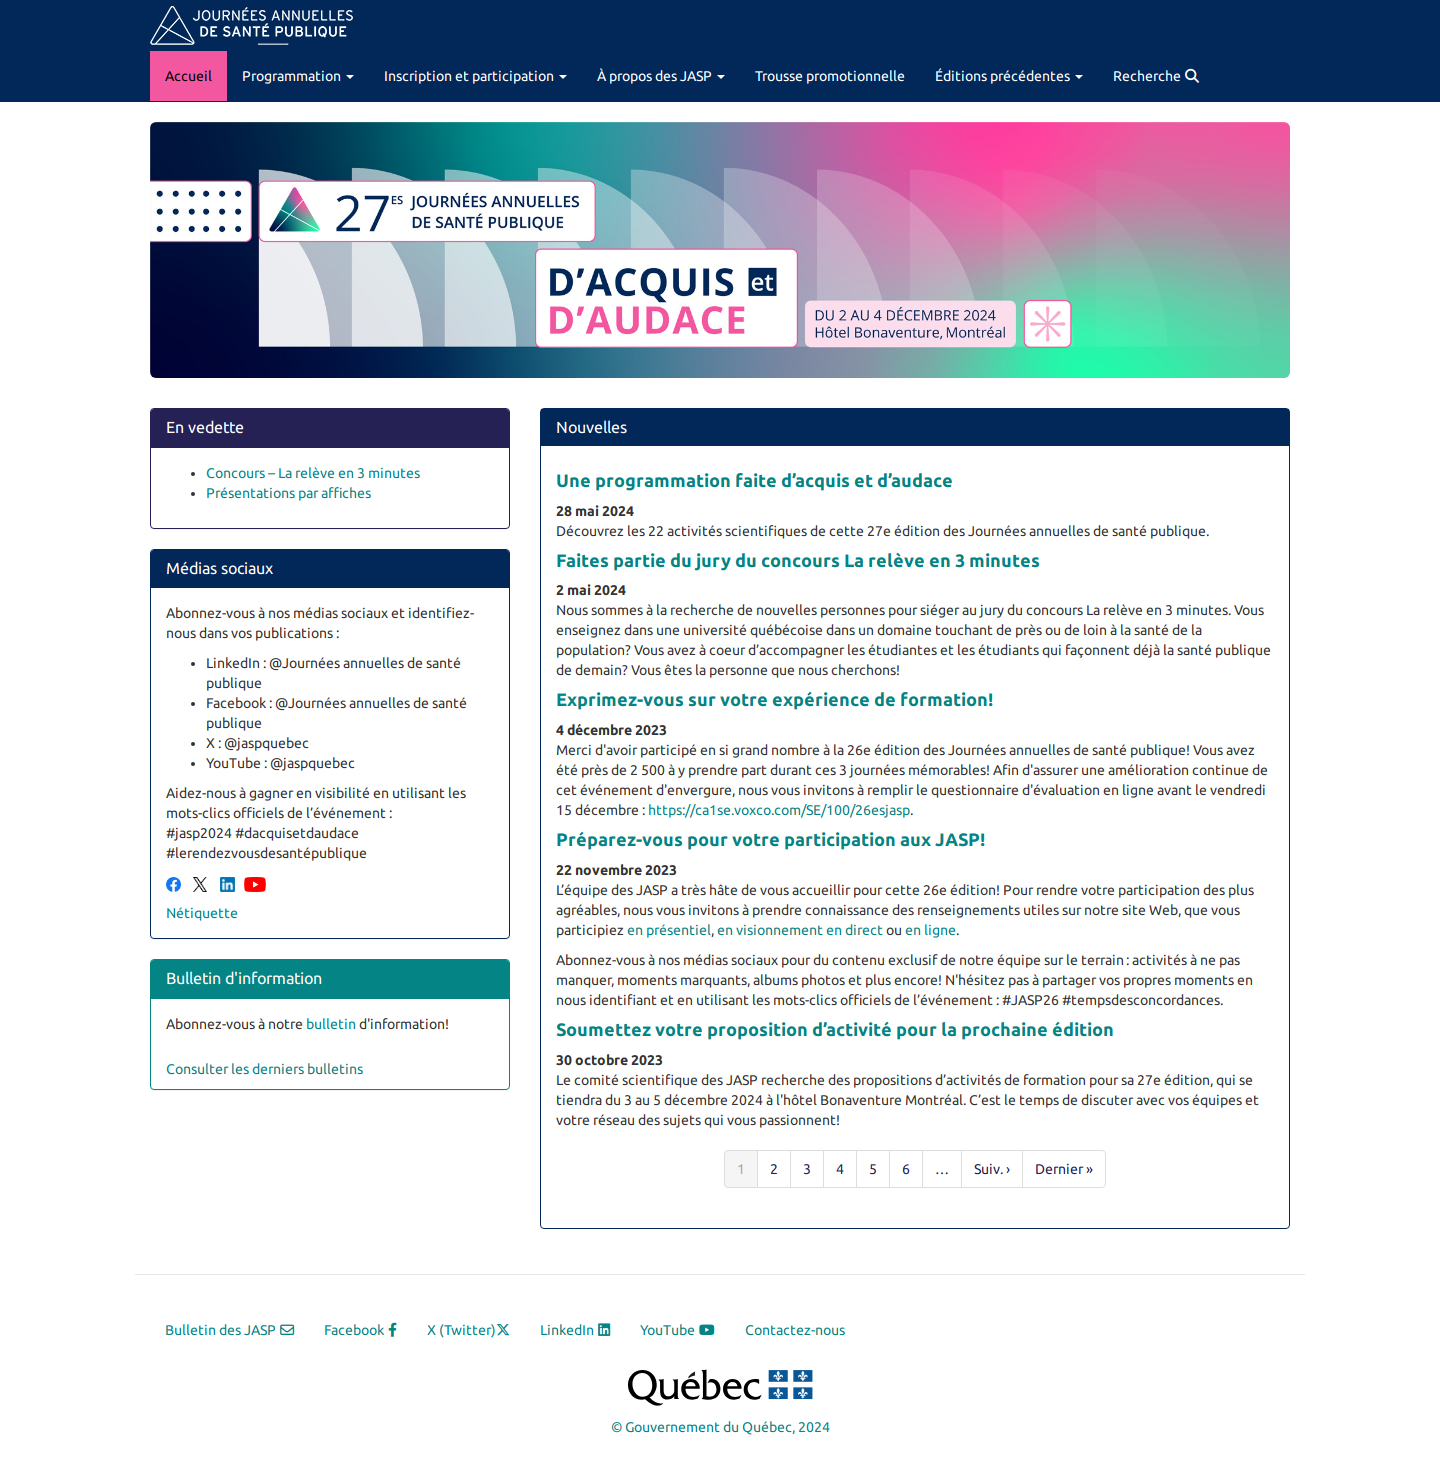 JOURNÉES ANNUELLES
DE SANTÉ PUBLIQUE
Accueil
Programmation
Inscription et participation
À propos des JASP
Trousse promotionnelle
Éditions précédentes
Recherche
27ES JOURNÉES ANNUELLES
DE SANTÉ PUBLIQUE
D’ACQUIS et
D’AUDACE
DU 2 AU 4 DÉCEMBRE 2024
Hôtel Bonaventure, Montréal
En vedette
Concours – La relève en 3 minutes
Présentations par affiches
Médias sociaux
Abonnez-vous à nos médias sociaux et identifiez-
nous dans vos publications :
LinkedIn : @Journées annuelles de santé
publique
Facebook : @Journées annuelles de santé
publique
X : @jaspquebec
YouTube : @jaspquebec
Aidez-nous à gagner en visibilité en utilisant les
mots-clics officiels de l’événement :
#jasp2024 #dacquisetdaudace
#lerendezvousdesantépublique
Nétiquette
Bulletin d'information
Abonnez-vous à notre bulletin d'information!
Consulter les derniers bulletins
Nouvelles
Une programmation faite d’acquis et d’audace
28 mai 2024
Découvrez les 22 activités scientifiques de cette 27e édition des Journées annuelles de santé publique.
Faites partie du jury du concours La relève en 3 minutes
2 mai 2024
Nous sommes à la recherche de nouvelles personnes pour siéger au jury du concours La relève en 3 minutes. Vous
enseignez dans une université québécoise dans un domaine touchant de près ou de loin à la santé de la
population? Vous avez à coeur d’accompagner les étudiantes et les étudiants qui façonnent déjà la santé publique
de demain? Vous êtes la personne que nous cherchons!
Exprimez-vous sur votre expérience de formation!
4 décembre 2023
Merci d'avoir participé en si grand nombre à la 26e édition des Journées annuelles de santé publique! Vous avez
été près de 2 500 à y prendre part durant ces 3 journées mémorables! Afin d'assurer une amélioration continue de
cet événement d'envergure, nous vous invitons à remplir le questionnaire d'évaluation en ligne avant le vendredi
15 décembre : https://ca1se.voxco.com/SE/100/26esjasp.
Préparez-vous pour votre participation aux JASP!
22 novembre 2023
L’équipe des JASP a très hâte de vous accueillir pour cette 26e édition! Pour rendre votre participation des plus
agréables, nous vous invitons à prendre connaissance des renseignements utiles sur notre site Web, que vous
participiez en présentiel, en visionnement en direct ou en ligne.
Abonnez-vous à nos médias sociaux pour du contenu exclusif de notre équipe sur le terrain : activités à ne pas
manquer, moments marquants, albums photos et plus encore! N’hésitez pas à partager vos propres moments en
nous identifiant et en utilisant les mots-clics officiels de l’événement : #JASP26 #tempsdesconcordances.
Soumettez votre proposition d’activité pour la prochaine édition
30 octobre 2023
Le comité scientifique des JASP recherche des propositions d’activités de formation pour sa 27e édition, qui se
tiendra du 3 au 5 décembre 2024 à l'hôtel Bonaventure Montréal. C’est le temps de discuter avec vos équipes et
votre réseau des sujets qui vous passionnent!
1 2 3 4 5 6 … Suiv. › Dernier »
Bulletin des JASP
Facebook
X (Twitter)
LinkedIn
YouTube
Contactez-nous
Québec
© Gouvernement du Québec, 2024